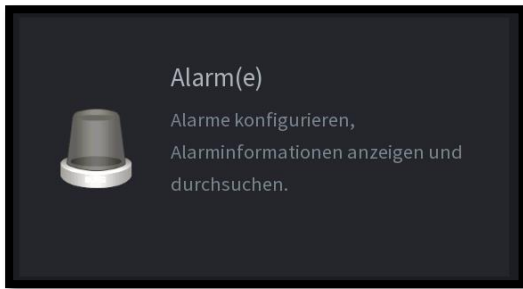 Alarm(e)
Alarme konfigurieren,
Alarminformationen anzeigen und
durchsuchen.